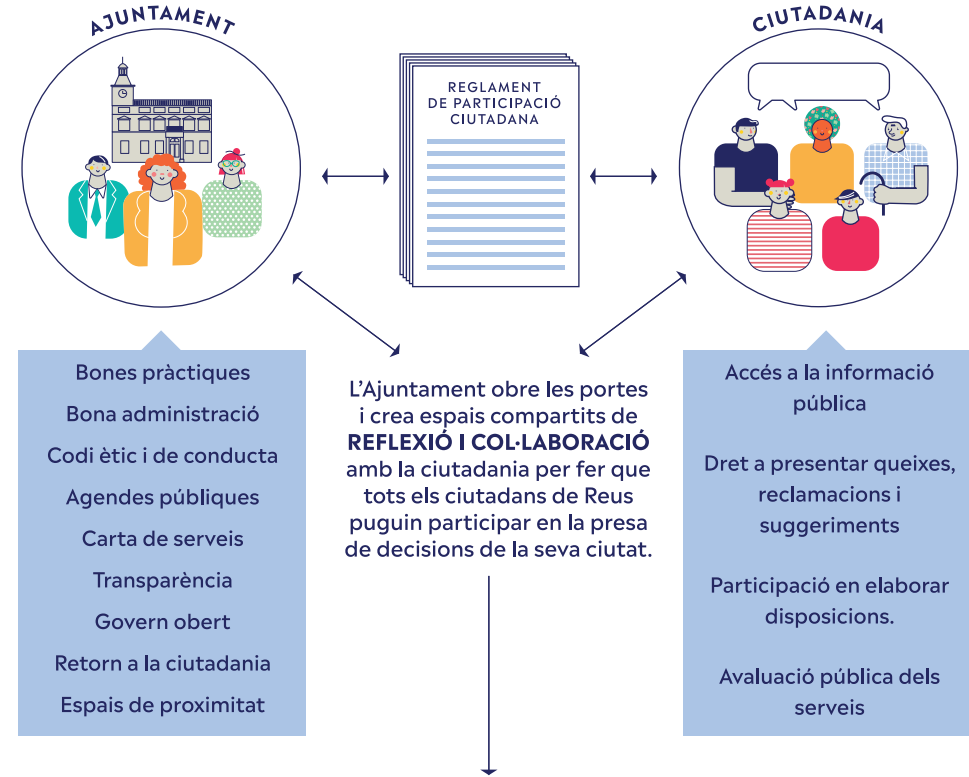 AJUNTAMENT
CIUTADANIA
REGLAMENT
DE PARTICIPACIÓ
CIUTADANA
Bones pràctiques
Bona administració
Codi ètic i de conducta
Agendes públiques
Carta de serveis
Transparència
Govern obert
Retorn a la ciutadania
Espais de proximitat
L'Ajuntament obre les portes
i crea espais compartits de
REFLEXIÓ I COL·LABORACIÓ
amb la ciutadania per fer que
tots els ciutadans de Reus
puguin participar en la presa
de decisions de la seva ciutat.
Accés a la informació
pública
Dret a presentar queixes,
reclamacions i
suggeriments
Participació en elaborar
disposicions.
Avaluació pública dels
serveis